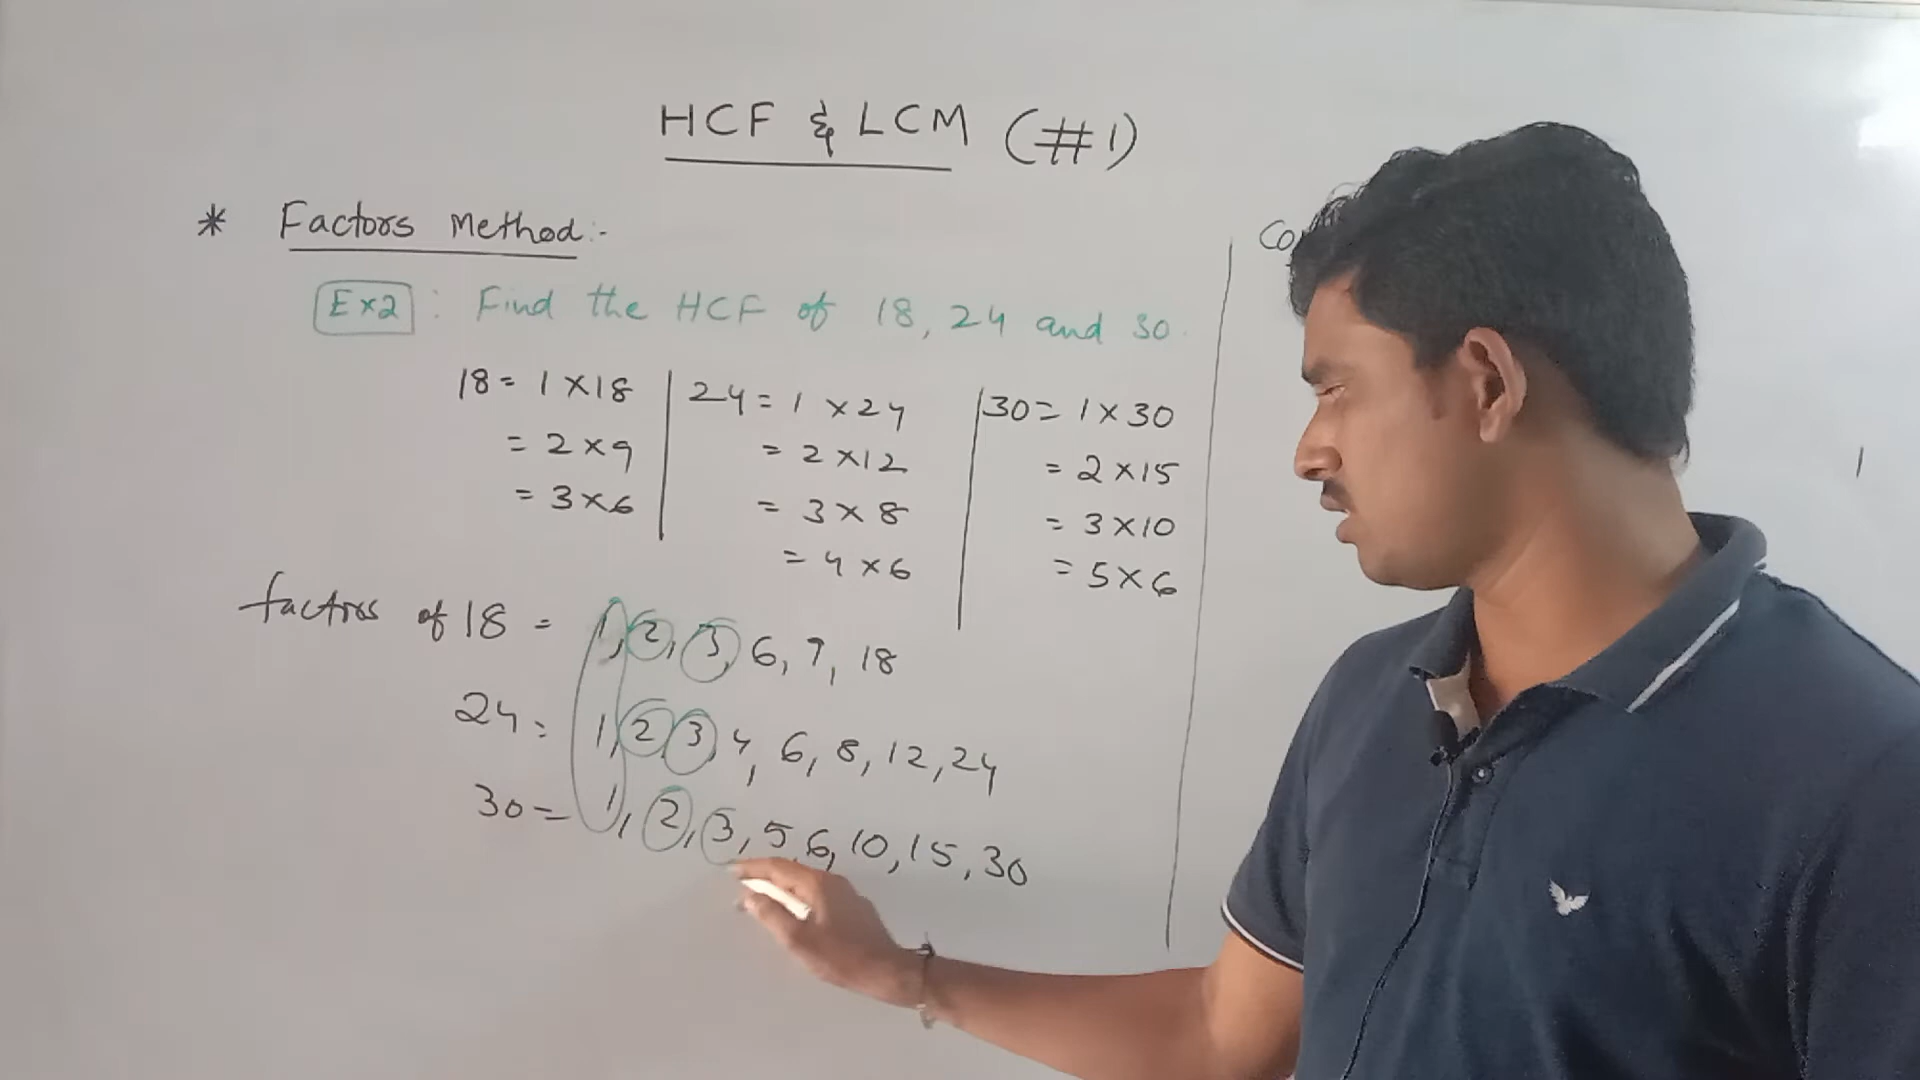 HCF & LCM (#1)
* Factors Method:-
Ex2 : Find the HCF of 18, 24 and 30.
18 = 1 × 18
= 2 × 9
= 3 × 6
24 = 1 × 24
= 2 × 12
= 3 × 8
= 4 × 6
30 = 1 × 30
= 2 × 15
= 3 × 10
= 5 × 6
factors of 18 = 1, 2, 3, 6, 9, 18
24 = 1, 2, 3, 4, 6, 8, 12, 24
30 = 1, 2, 3, 5, 6, 10, 15, 30